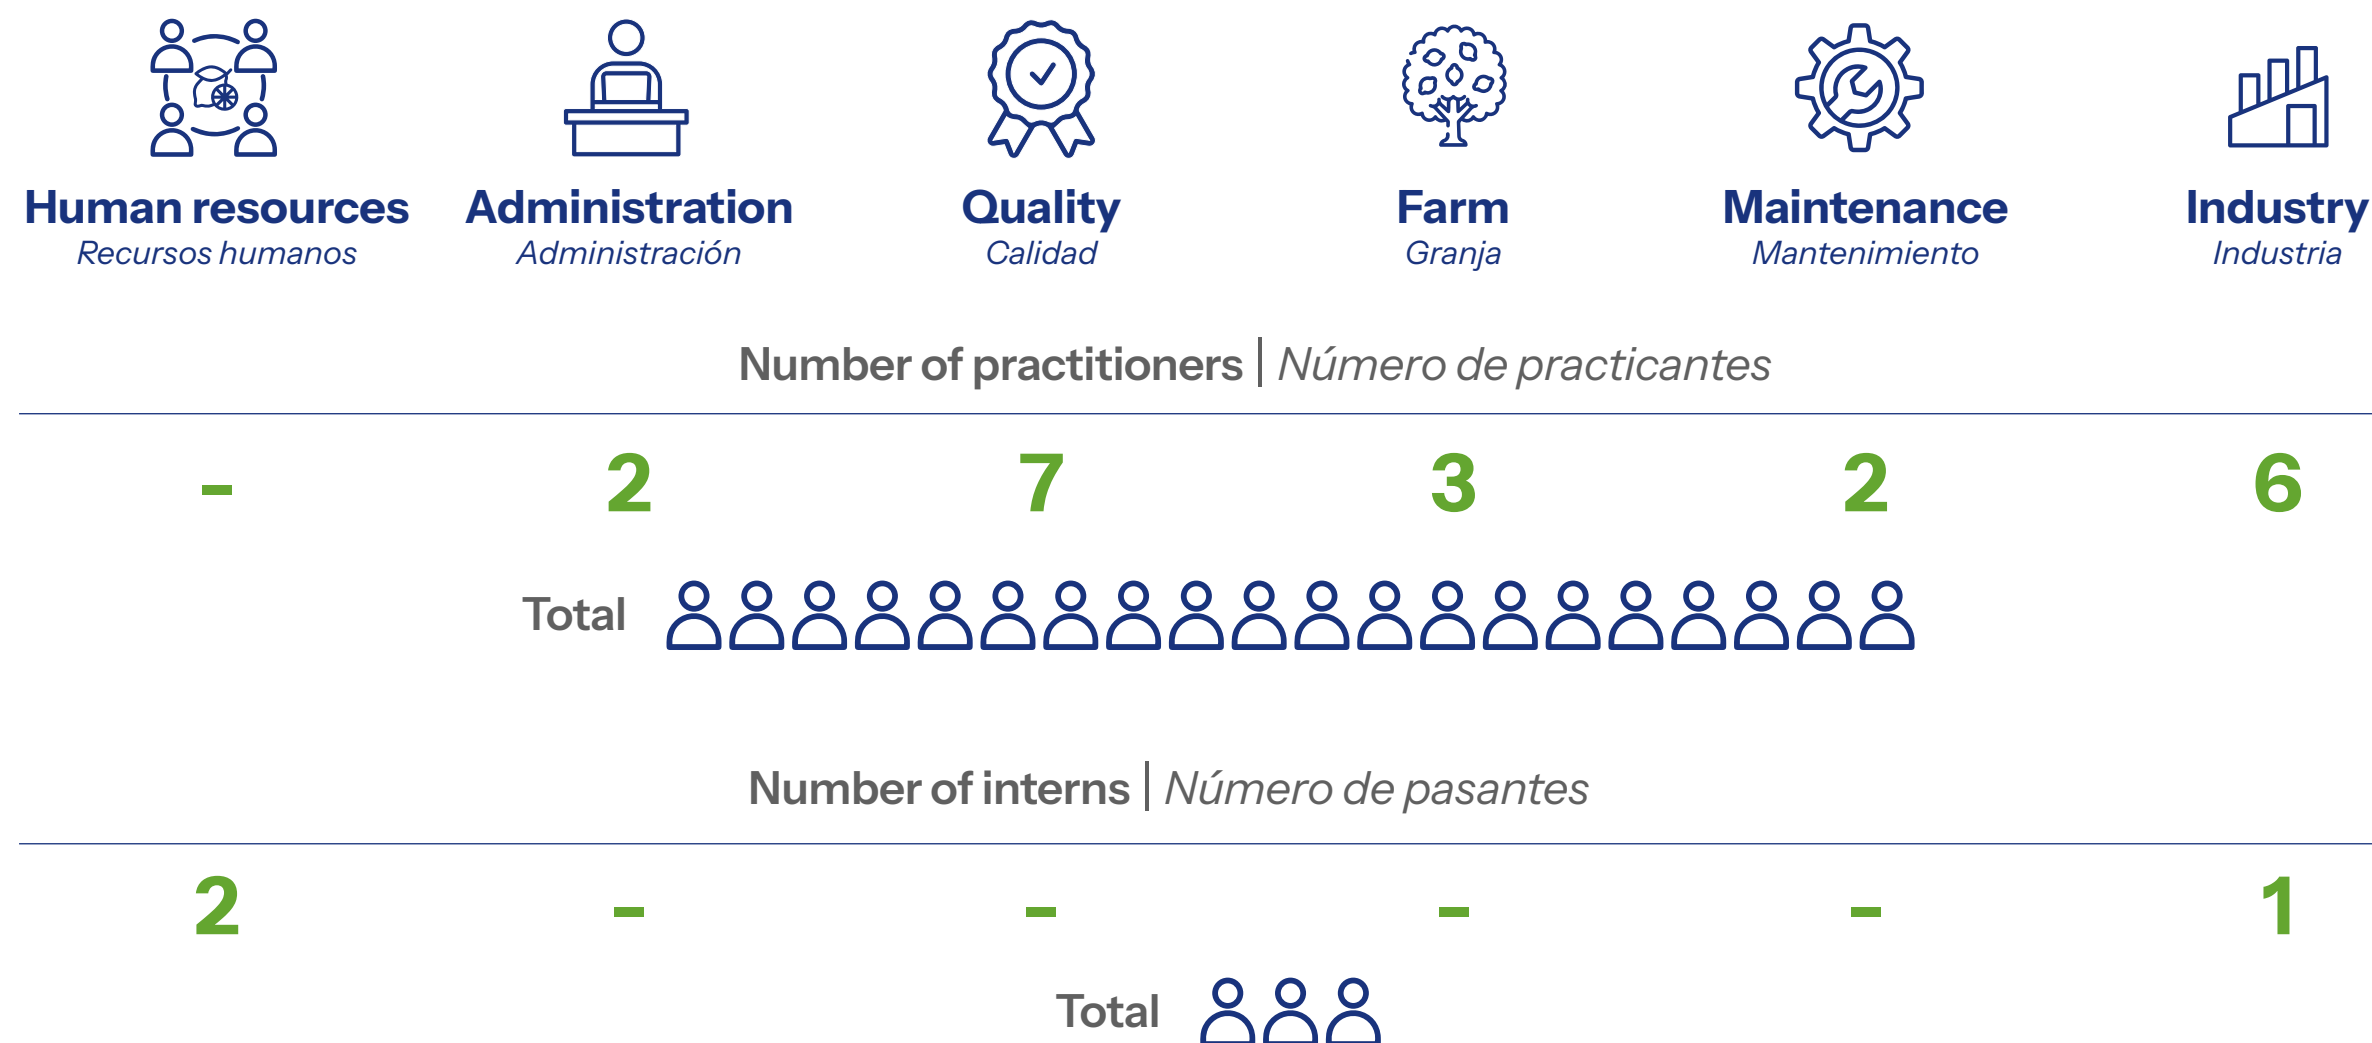 Human resources Administration Quality Farm Maintenance Industry
Recursos humanos Administración Calidad Granja Mantenimiento Industria
Number of practitioners | Número de practicantes
- 2 7 3 2 6
Total
Number of interns | Número de pasantes
2 - - - - 1
Total